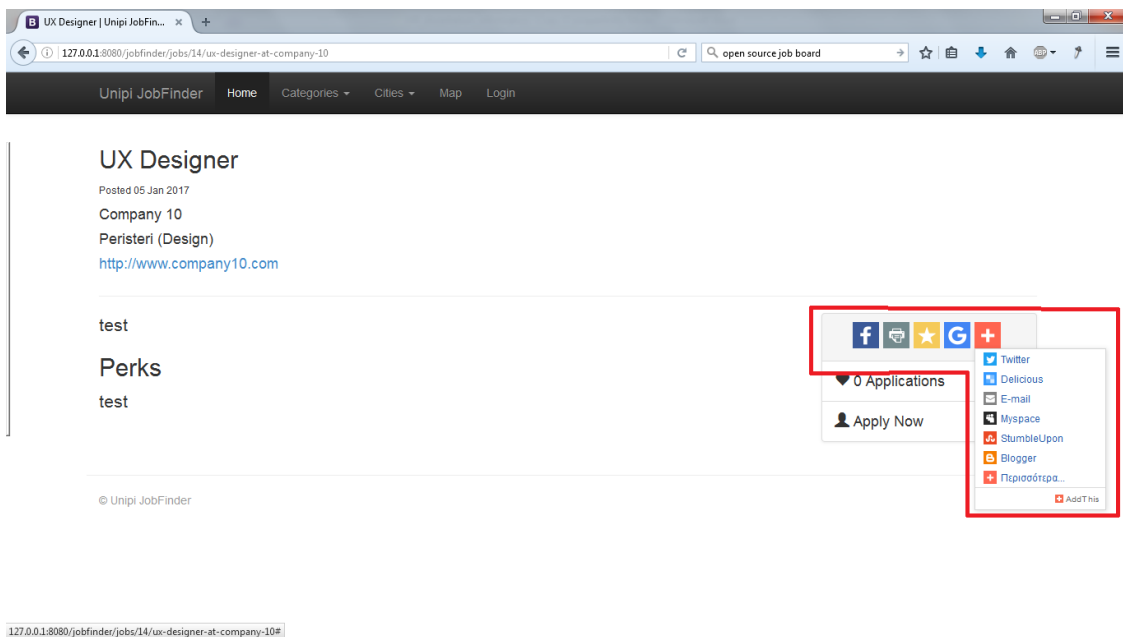 UX Designer | Unipi JobFin...
127.0.0.1:8080/jobfinder/jobs/14/ux-designer-at-company-10
open source job board
ABP
Unipi JobFinder Home Categories Cities Map Login
UX Designer
Posted 05 Jan 2017
Company 10
Peristeri (Design)
http://www.company10.com
test
Perks
test
0 Applications
Apply Now
Twitter
Delicious
E-mail
Myspace
StumbleUpon
Blogger
Περισσότερα...
AddThis
© Unipi JobFinder
127.0.0.1:8080/jobfinder/jobs/14/ux-designer-at-company-10#